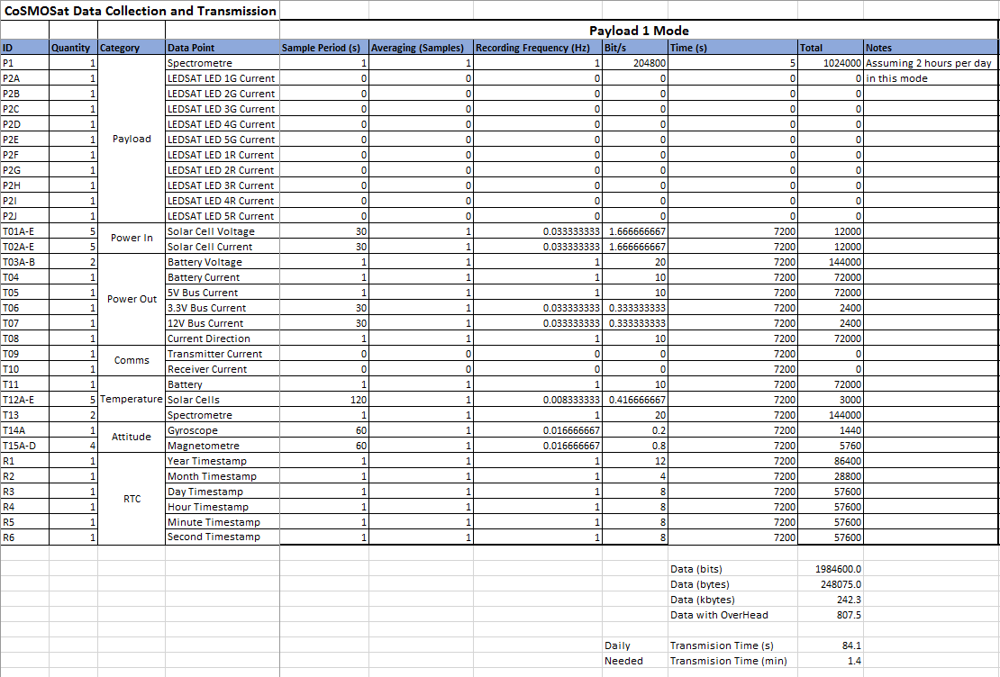 CoSMOSat Data Collection and Transmission
Payload 1 Mode
ID Quantity Category Data Point Sample Period (s) Averaging (Samples) Recording Frequency (Hz) Bit/s Time (s) Total Notes
P1 1 Spectrometre 1 1 1 204800 5 1024000 Assuming 2 hours per day
P2A 1 LEDSAT LED 1G Current 0 0 0 0 0 0 in this mode
P2B 1 LEDSAT LED 2G Current 0 0 0 0 0 0
P2C 1 LEDSAT LED 3G Current 0 0 0 0 0 0
P2D 1 LEDSAT LED 4G Current 0 0 0 0 0 0
P2E 1 Payload LEDSAT LED 5G Current 0 0 0 0 0 0
P2F 1 LEDSAT LED 1R Current 0 0 0 0 0 0
P2G 1 LEDSAT LED 2R Current 0 0 0 0 0 0
P2H 1 LEDSAT LED 3R Current 0 0 0 0 0 0
P2I 1 LEDSAT LED 4R Current 0 0 0 0 0 0
P2J 1 LEDSAT LED 5R Current 0 0 0 0 0 0
T01A-E 5 Power In Solar Cell Voltage 30 1 0.033333333 1.666666667 7200 12000
T02A-E 5 Solar Cell Current 30 1 0.033333333 1.666666667 7200 12000
T03A-B 2 Battery Voltage 1 1 1 20 7200 144000
T04 1 Battery Current 1 1 1 10 7200 72000
T05 1 Power Out 5V Bus Current 1 1 1 10 7200 72000
T06 1 3.3V Bus Current 30 1 0.033333333 0.333333333 7200 2400
T07 1 12V Bus Current 30 1 0.033333333 0.333333333 7200 2400
T08 1 Current Direction 1 1 1 10 7200 72000
T09 1 Comms Transmitter Current 0 0 0 0 7200 0
T10 1 Receiver Current 0 0 0 0 7200 0
T11 1 Battery 1 1 1 10 7200 72000
T12A-E 5 Temperature Solar Cells 120 1 0.008333333 0.416666667 7200 3000
T13 2 Spectrometre 1 1 1 20 7200 144000
T14A 1 Attitude Gyroscope 60 1 0.016666667 0.2 7200 1440
T15A-D 4 Magnetometre 60 1 0.016666667 0.8 7200 5760
R1 1 Year Timestamp 1 1 1 12 7200 86400
R2 1 Month Timestamp 1 1 1 4 7200 28800
R3 1 RTC Day Timestamp 1 1 1 8 7200 57600
R4 1 Hour Timestamp 1 1 1 8 7200 57600
R5 1 Minute Timestamp 1 1 1 8 7200 57600
R6 1 Second Timestamp 1 1 1 8 7200 57600
Data (bits) 1984600.0
Data (bytes) 248075.0
Data (kbytes) 242.3
Data with OverHead 807.5
Daily Transmision Time (s) 84.1
Needed Transmision Time (min) 1.4